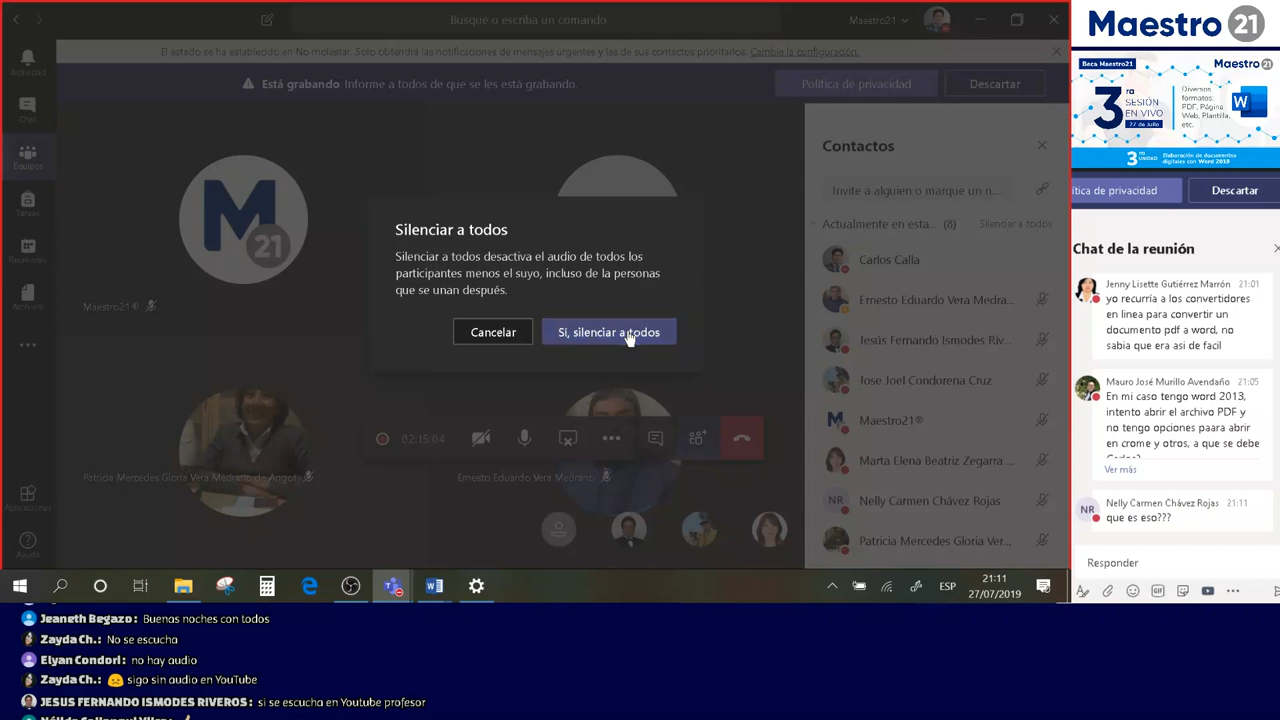 Busque o escriba un comando
Maestro21
El estado se ha establecido en No molestar. Solo obtendrá las notificaciones de mensajes urgentes y las de sus contactos prioritarios. Cambie la configuración.
Está grabando Informe a todos de que se les está grabando.
Política de privacidad
Descartar
Actividad
Chat
Equipos
Tareas
Reuniones
Archivos
Aplicaciones
Ayuda
M
21
Maestro21®
Silenciar a todos
Silenciar a todos desactiva el audio de todos los
participantes menos el suyo, incluso de la personas
que se unan después.
Cancelar
Sí, silenciar a todos
02:15:04
Patricia Mercedes Gloria Vera Medrano de Angot
Ernesto Eduardo Vera Medrano
Contactos
Invite a alguien o marque un n...
Actualmente en esta... (8)
Silenciar a todos
Carlos Calla
Ernesto Eduardo Vera Medra...
Jesús Fernando Ismodes Riv...
Jose Joel Condorena Cruz
Maestro21®
Marta Elena Beatriz Zegarra ...
NR Nelly Carmen Chávez Rojas
Patricia Mercedes Gloria Ver...
ESP
21:11
27/07/2019
Maestro 21
Beca Maestro21
Maestro 21
3ra
SESIÓN
EN VIVO
27 de Julio
Diversos
formatos:
PDF, Página
Web, Plantilla,
etc.
W
3ra UNIDAD
Elaboración de documentos
digitales con Word 2019
ítica de privacidad
Descartar
Chat de la reunión
Jenny Lisette Gutiérrez Marrón 21:01
yo recurría a los convertidores
en linea para convertir un
documento pdf a word, no
sabia que era asi de facil
Mauro José Murillo Avendaño 21:05
En mi caso tengo word 2013,
intento abrir el archivo PDF y
no tengo opciones paara abrir
en crome y otros, a que se debe
Ver más
NR
Nelly Carmen Chávez Rojas 21:11
que es eso???
Responder
Jeaneth Begazo: Buenas noches con todos
Zayda Ch.: No se escucha
Elyan Condori: no hay audio
Zayda Ch.: ☹️ sigo sin audio en YouTube
JESUS FERNANDO ISMODES RIVEROS: si se escucha en Youtube profesor